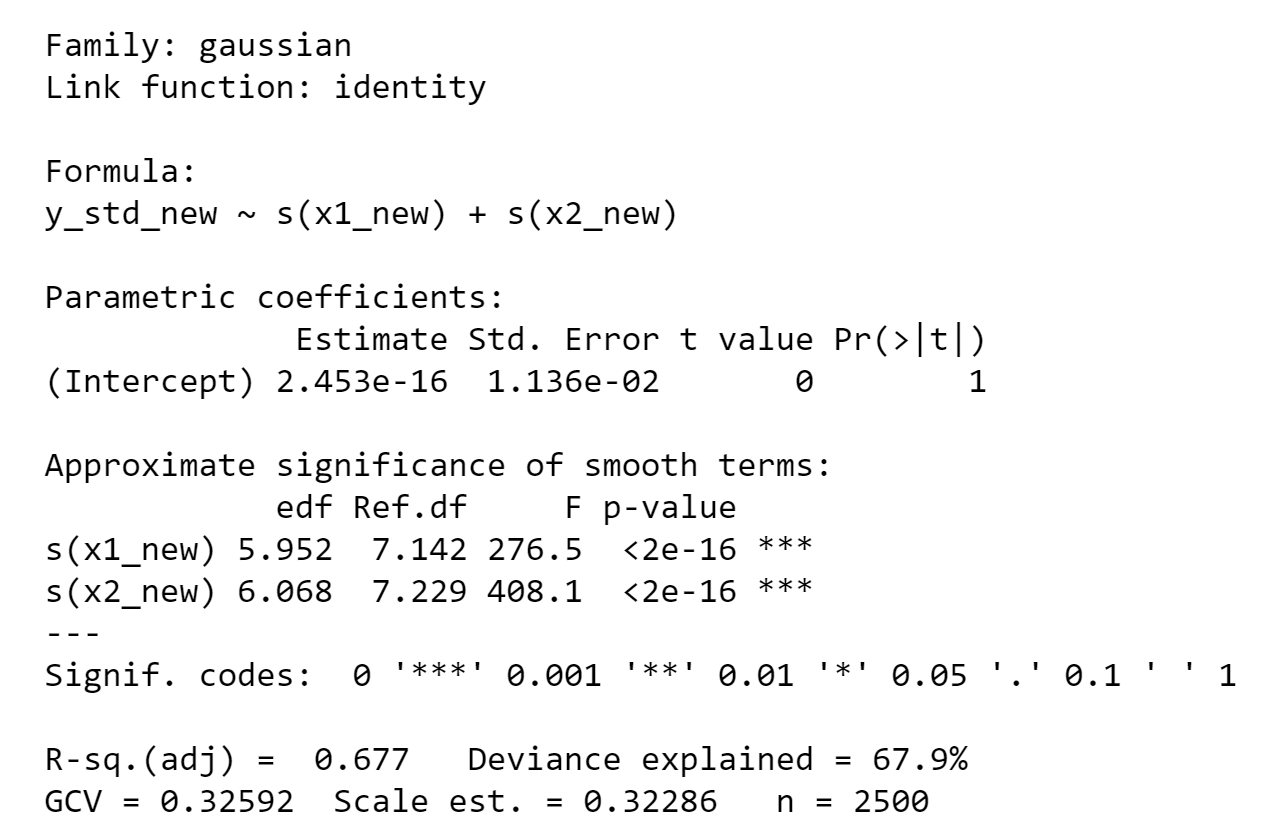 Family: gaussian
Link function: identity
Formula:
y_std_new ~ s(x1_new) + s(x2_new)
Parametric coefficients:
Estimate Std. Error t value Pr(>|t|)
(Intercept) 2.453e-16 1.136e-02 0 1
Approximate significance of smooth terms:
edf Ref.df F p-value
s(x1_new) 5.952 7.142 276.5 <2e-16 ***
s(x2_new) 6.068 7.229 408.1 <2e-16 ***
---
Signif. codes: 0 '***' 0.001 '**' 0.01 '*' 0.05 '.' 0.1 ' ' 1
R-sq.(adj) = 0.677 Deviance explained = 67.9%
GCV = 0.32592 Scale est. = 0.32286 n = 2500